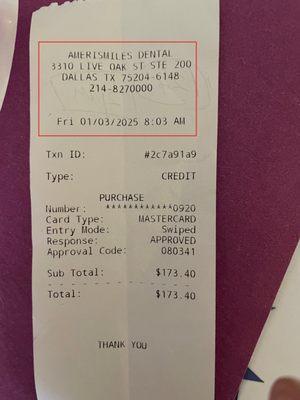 AMERISMILES DENTAL
3310 LIVE OAK ST STE 200
DALLAS TX 75204-6148
214-8270000
Fri 01/03/2025 8:03 AM
Txn ID: #2c7a91a9
Type: CREDIT
PURCHASE
Number: ************0920
Card Type: MASTERCARD
Entry Mode: Swiped
Response: APPROVED
Approval Code: 080341
Sub Total: $173.40
Total: $173.40
THANK YOU